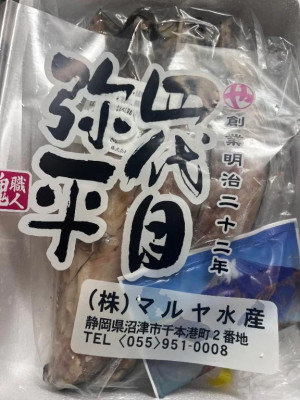 四代目
弥平
職人魂
ヤ
創業明治二十二年
(株)マルヤ水産
静岡県沼津市千本港町2番地
TEL〈055〉951-0008